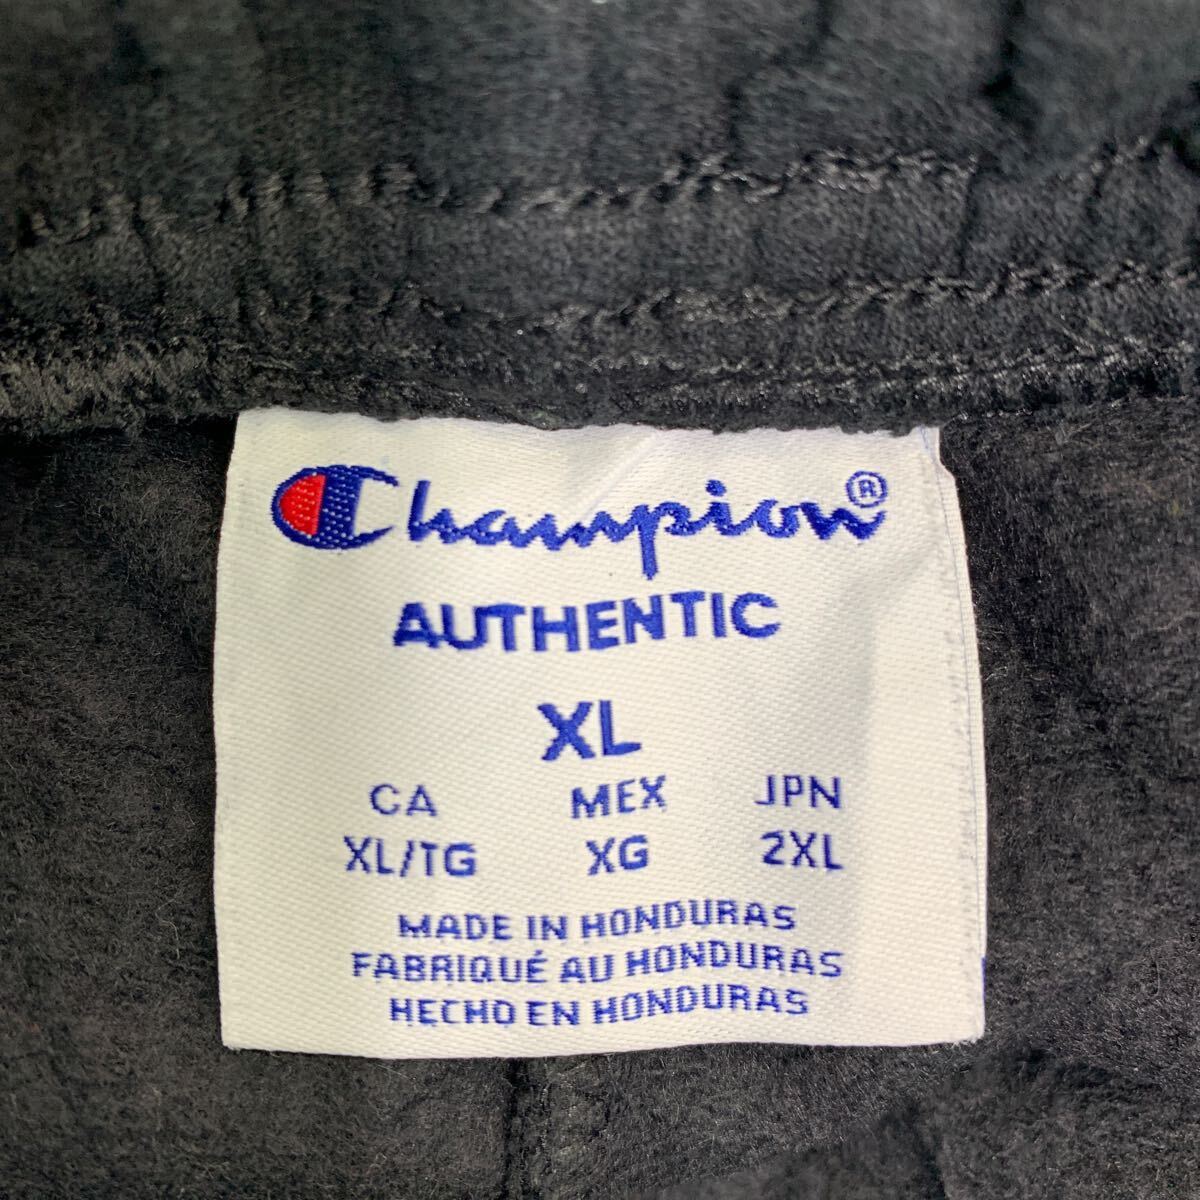 Champion®
AUTHENTIC
XL
CA MEX JPN
XL/TG XG 2XL
MADE IN HONDURAS
FABRIQUÉ AU HONDURAS
HECHO EN HONDURAS